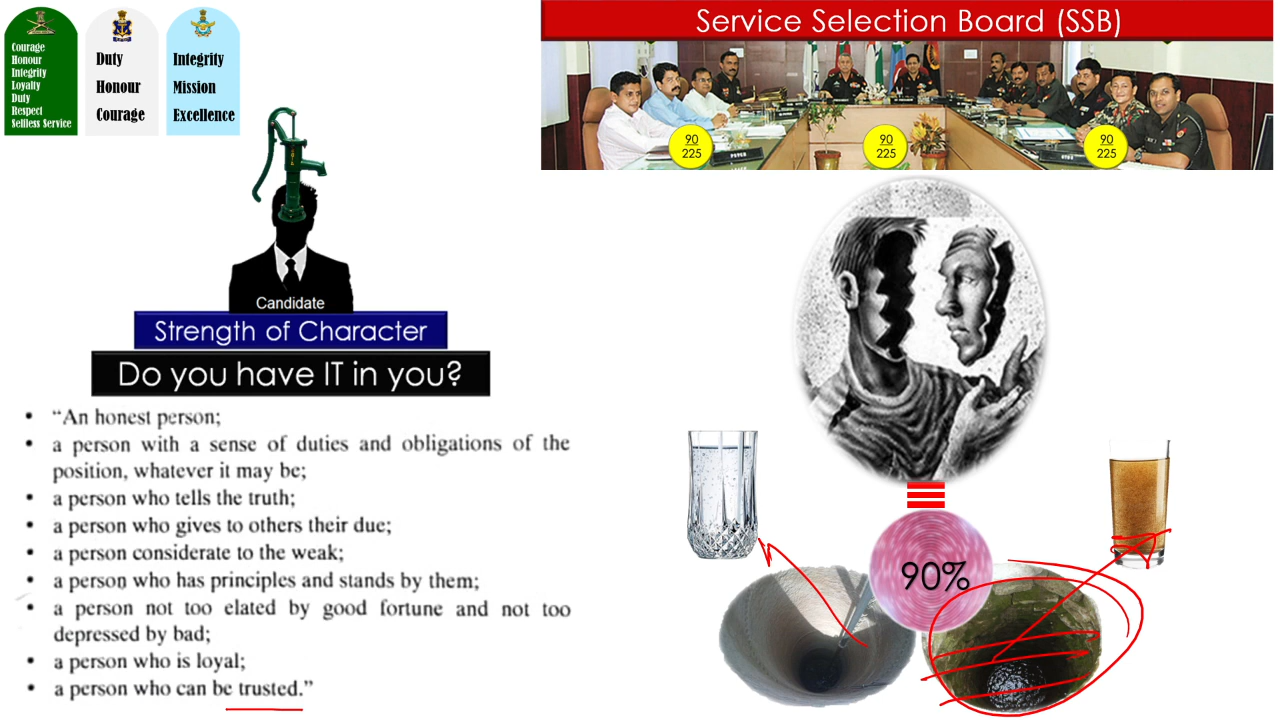 Courage
Honour
Integrity
Loyalty
Duty
Respect
Selfless Service
Duty
Honour
Courage
Integrity
Mission
Excellence
Service Selection Board (SSB)
90
225
90
225
90
225
Candidate
Strength of Character
Do you have IT in you?
• “An honest person;
• a person with a sense of duties and obligations of the
position, whatever it may be;
• a person who tells the truth;
• a person who gives to others their due;
• a person considerate to the weak;
• a person who has principles and stands by them;
• a person not too elated by good fortune and not too
depressed by bad;
• a person who is loyal;
• a person who can be trusted.”
90%